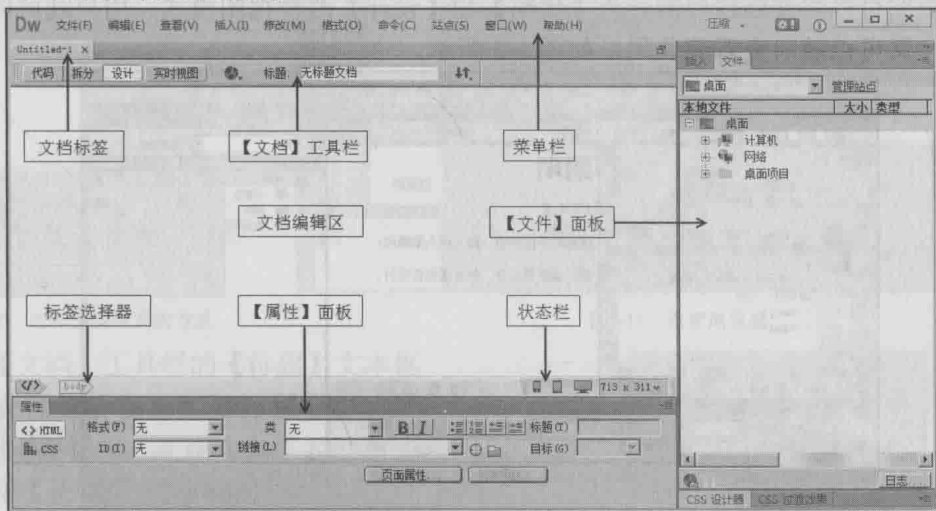 Dw 文件(F) 编辑(E) 查看(V) 插入(I) 修改(M) 格式(O) 命令(C) 站点(S) 窗口(W) 帮助(H) 压缩
Untitled-1 ×
代码 拆分 设计 实时视图 标题: 无标题文档
插入 文件
桌面 管理站点
本地文件 大小 类型
桌面
计算机
网络
桌面项目
文档标签 【文档】工具栏 菜单栏
文档编辑区 【文件】面板
标签选择器 【属性】面板 状态栏
</> body 713 x 311
属性
<> HTML 格式(F) 无 类 无 B I 标题(T)
CSS ID(I) 无 链接(L) 目标(G)
页面属性...
日志...
CSS 设计器 CSS 过渡效果